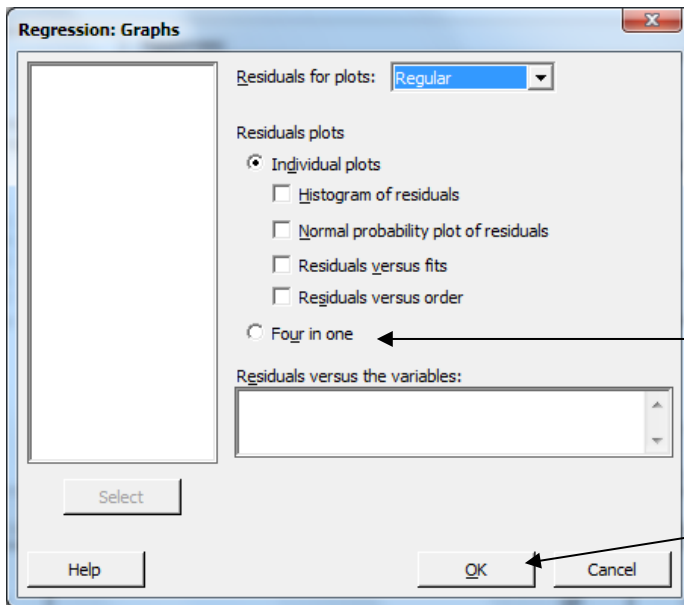 Regression: Graphs
Residuals for plots: Regular
Residuals plots
Individual plots
Histogram of residuals
Normal probability plot of residuals
Residuals versus fits
Residuals versus order
Four in one
Residuals versus the variables:
Select
Help OK Cancel